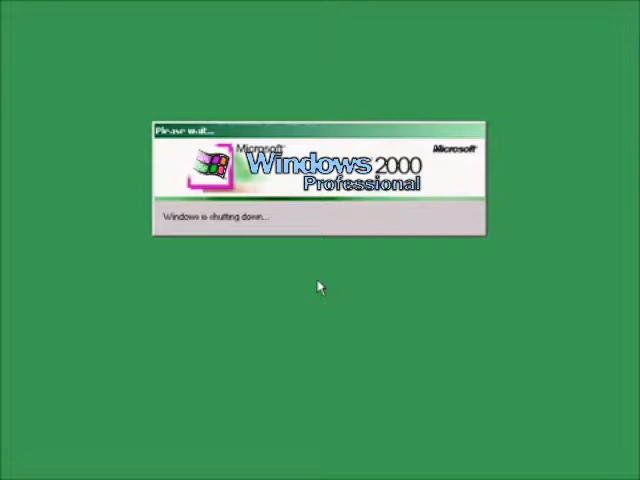 Please wait...
Microsoft
Microsoft
Windows 2000
Professional
Windows is shutting down...